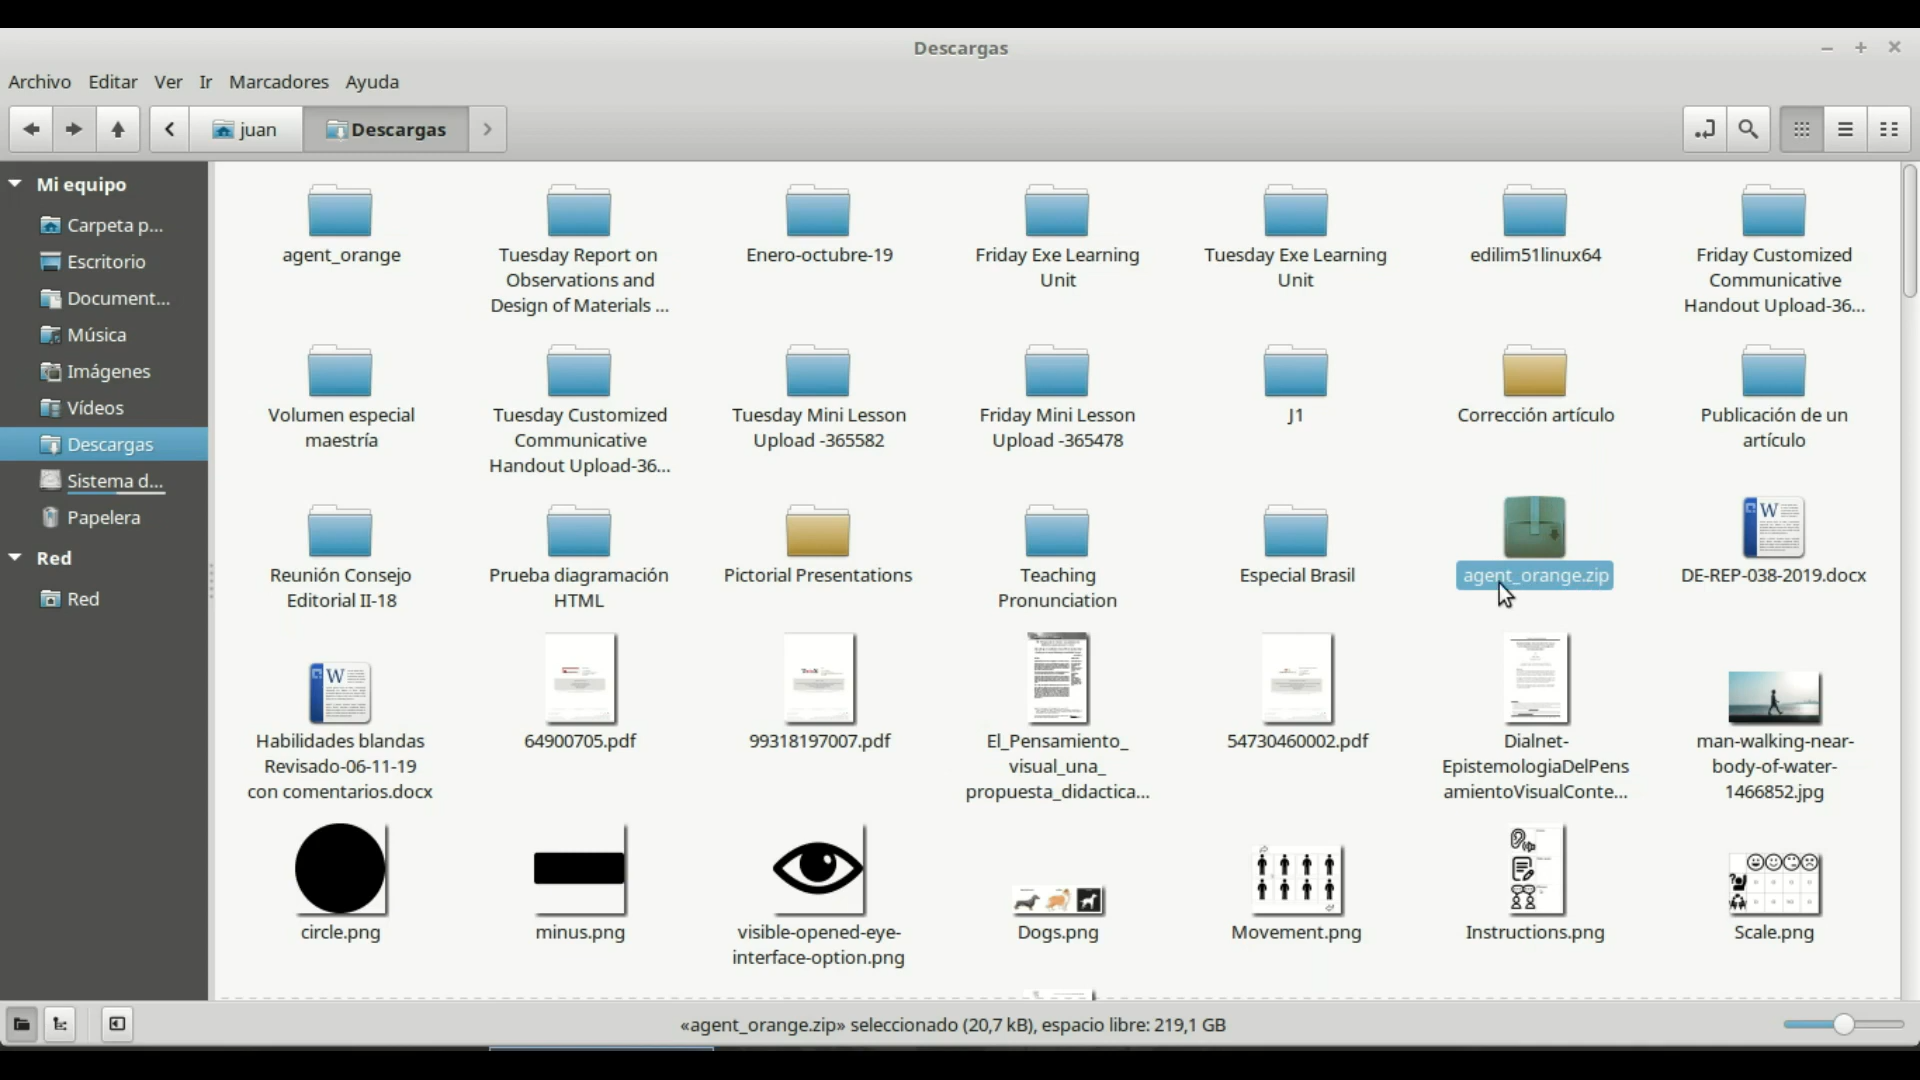 Descargas
Archivo Editar Ver Ir Marcadores Ayuda
juan Descargas
Mi equipo
Carpeta p...
Escritorio
Document...
Música
Imágenes
Vídeos
Descargas
Sistema d...
Papelera
Red
Red
agent_orange
Tuesday Report on
Observations and
Design of Materials ...
Enero-octubre-19
Friday Exe Learning
Unit
Tuesday Exe Learning
Unit
edilim51linux64
Friday Customized
Communicative
Handout Upload-36...
Volumen especial
maestría
Tuesday Customized
Communicative
Handout Upload-36...
Tuesday Mini Lesson
Upload -365582
Friday Mini Lesson
Upload -365478
J1
Corrección artículo
Publicación de un
artículo
Reunión Consejo
Editorial II-18
Prueba diagramación
HTML
Pictorial Presentations
Teaching
Pronunciation
Especial Brasil
agent_orange.zip
DE-REP-038-2019.docx
Habilidades blandas
Revisado-06-11-19
con comentarios.docx
64900705.pdf
99318197007.pdf
El_Pensamiento_
visual_una_
propuesta_didactica...
54730460002.pdf
Dialnet-
EpistemologiaDelPens
amientoVisualConte...
man-walking-near-
body-of-water-
1466852.jpg
circle.png
minus.png
visible-opened-eye-
interface-option.png
Dogs.png
Movement.png
Instructions.png
Scale.png
«agent_orange.zip» seleccionado (20,7 kB), espacio libre: 219,1 GB